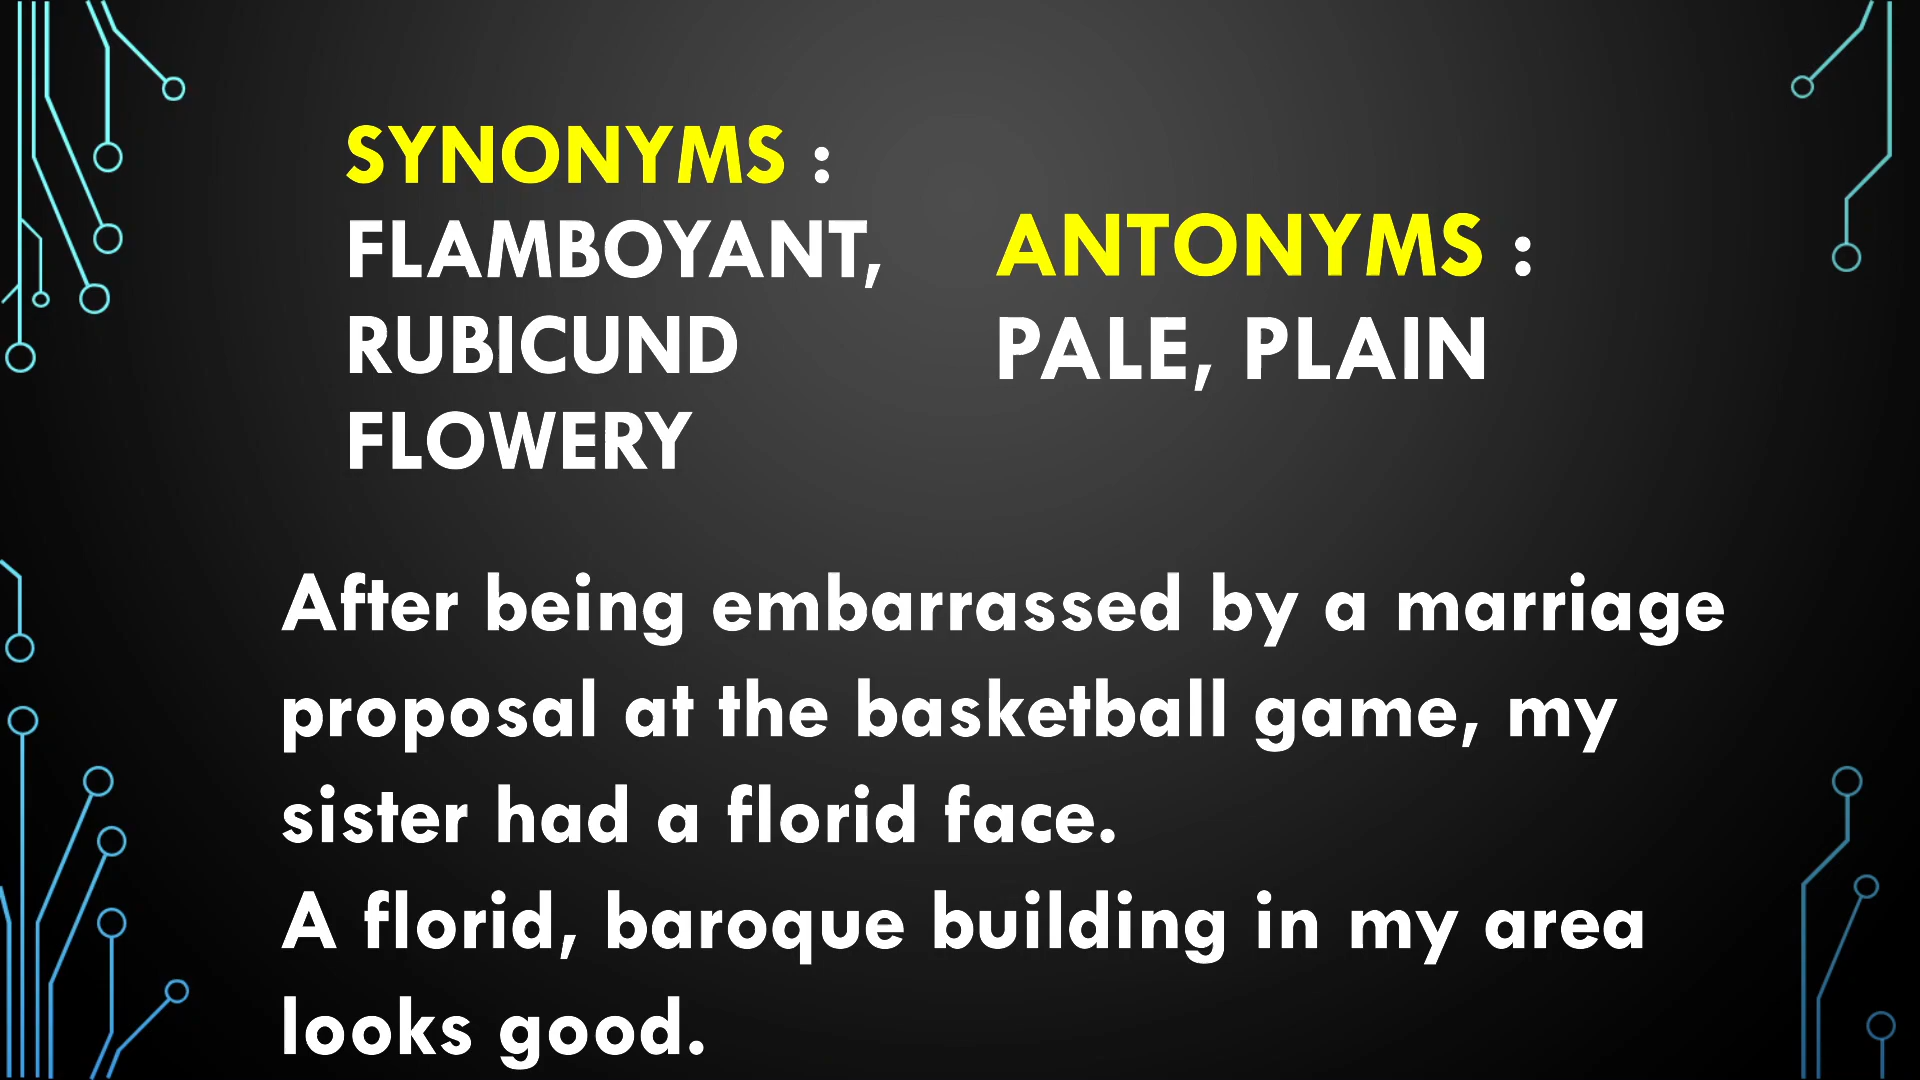 SYNONYMS :
FLAMBOYANT,
RUBICUND
FLOWERY
ANTONYMS :
PALE, PLAIN
After being embarrassed by a marriage
proposal at the basketball game, my
sister had a florid face.
A florid, baroque building in my area
looks good.